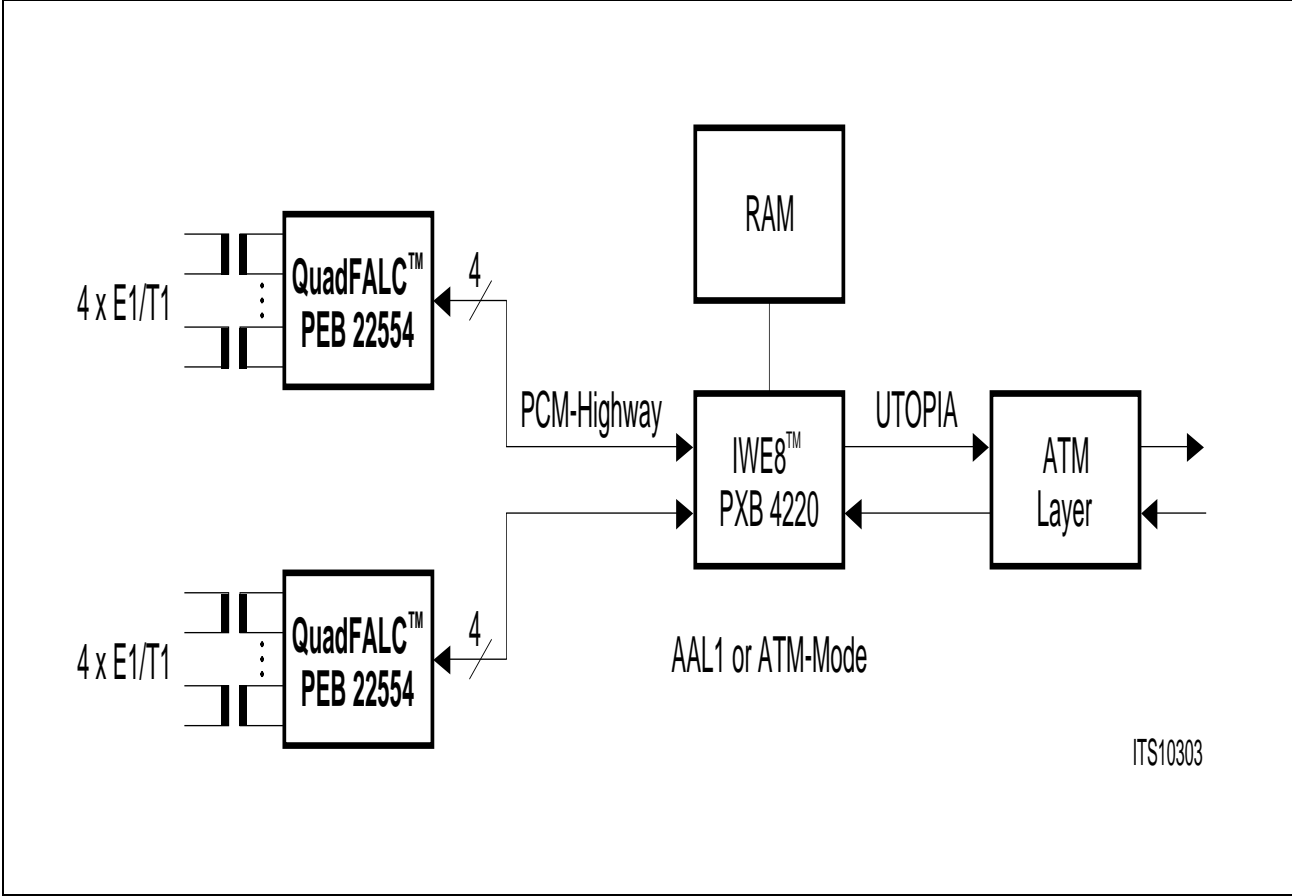 RAM
QuadFALC™
PEB 22554
4
4 x E1/T1
PCM-Highway
UTOPIA
IWE8™
PXB 4220
ATM
Layer
QuadFALC™
PEB 22554
4
4 x E1/T1
AAL1 or ATM-Mode
ITS10303